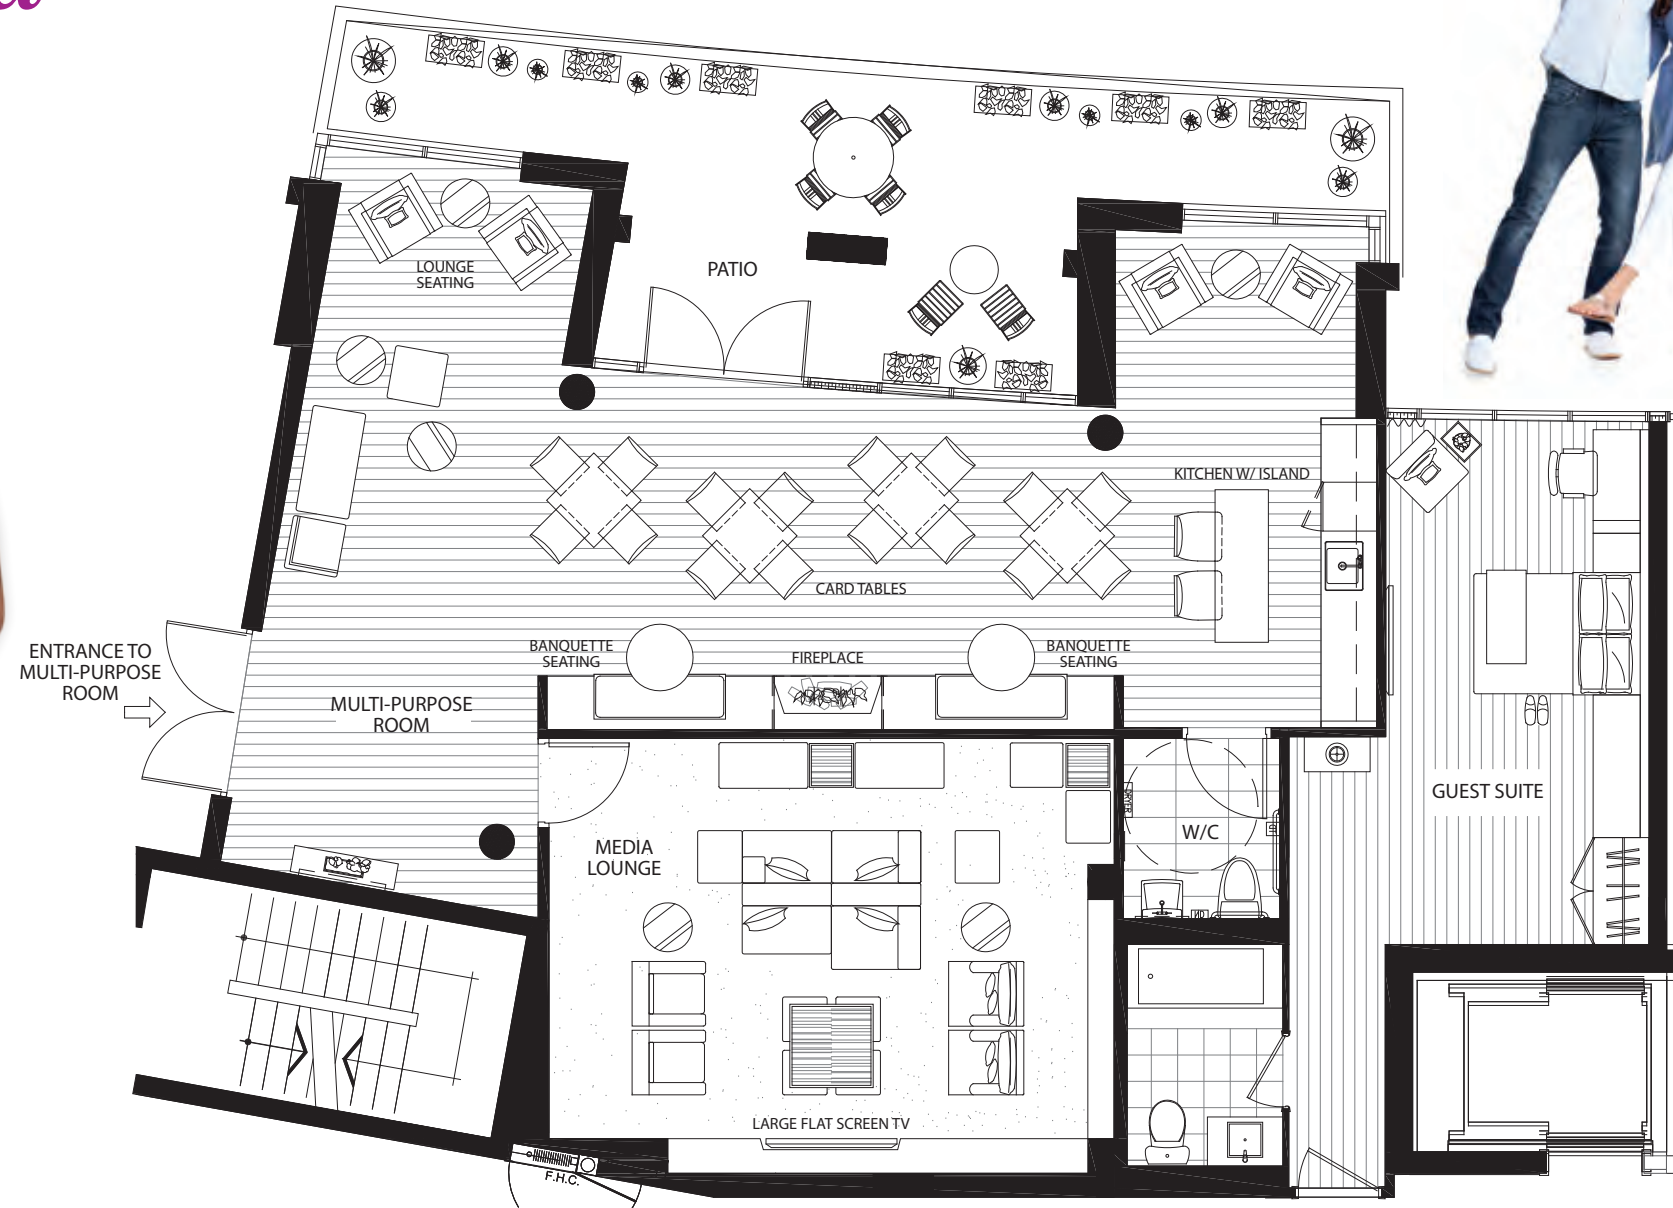 a
LOUNGE
SEATING
PATIO
KITCHEN W/ ISLAND
CARD TABLES
BANQUETTE
SEATING
FIREPLACE
BANQUETTE
SEATING
ENTRANCE TO
MULTI-PURPOSE
ROOM
MULTI-PURPOSE
ROOM
GUEST SUITE
DRYER
W/C
MEDIA
LOUNGE
LARGE FLAT SCREEN TV
F.H.C.